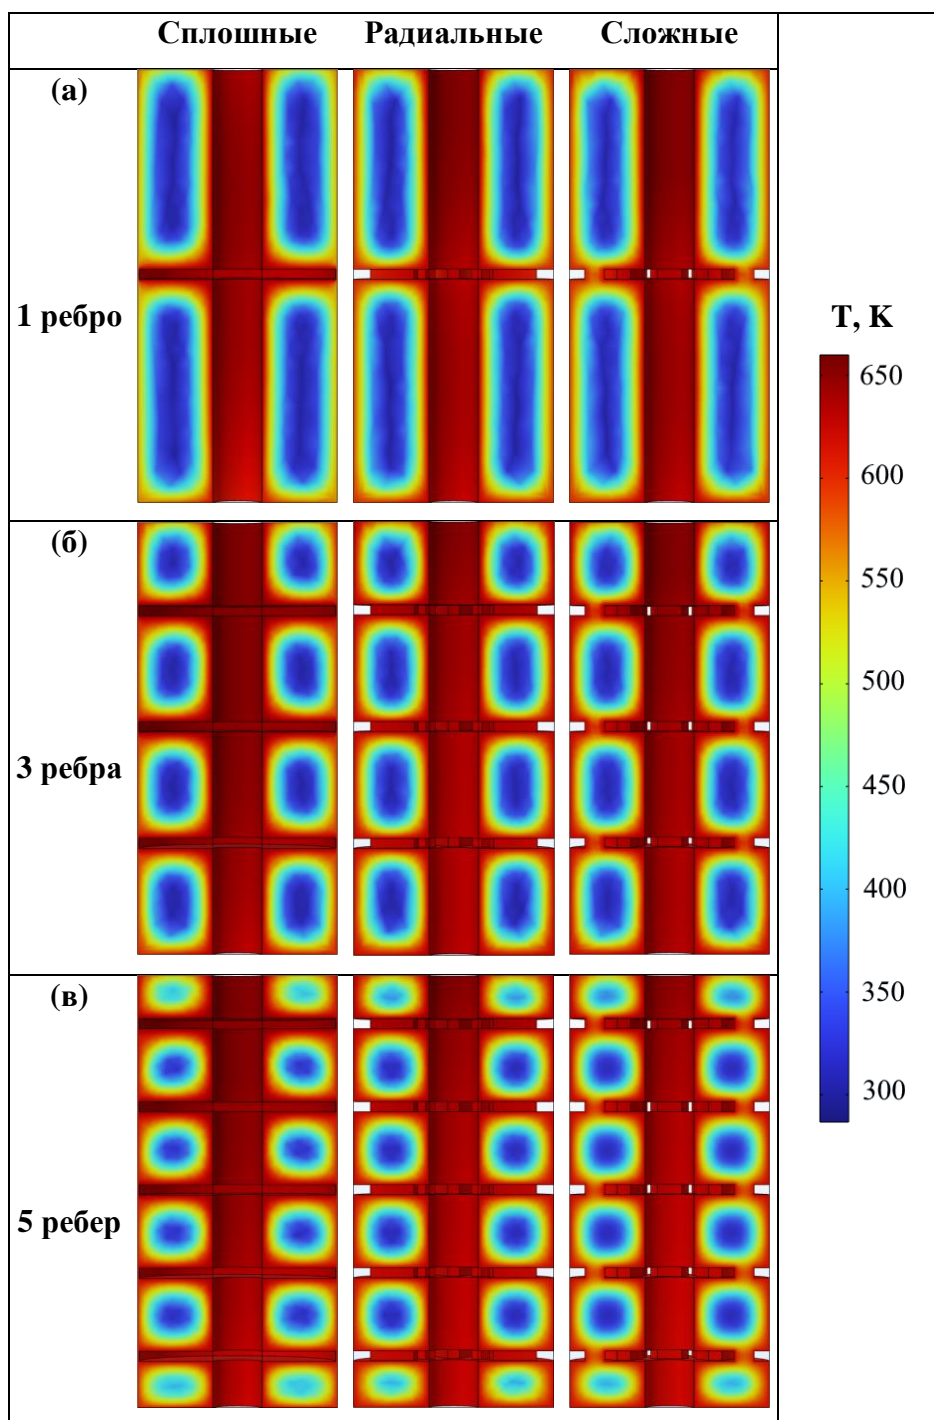 Сплошные Радиальные Сложные
(а)
1 ребро
(б)
3 ребра
(в)
5 ребер
T, K
650
600
550
500
450
400
350
300